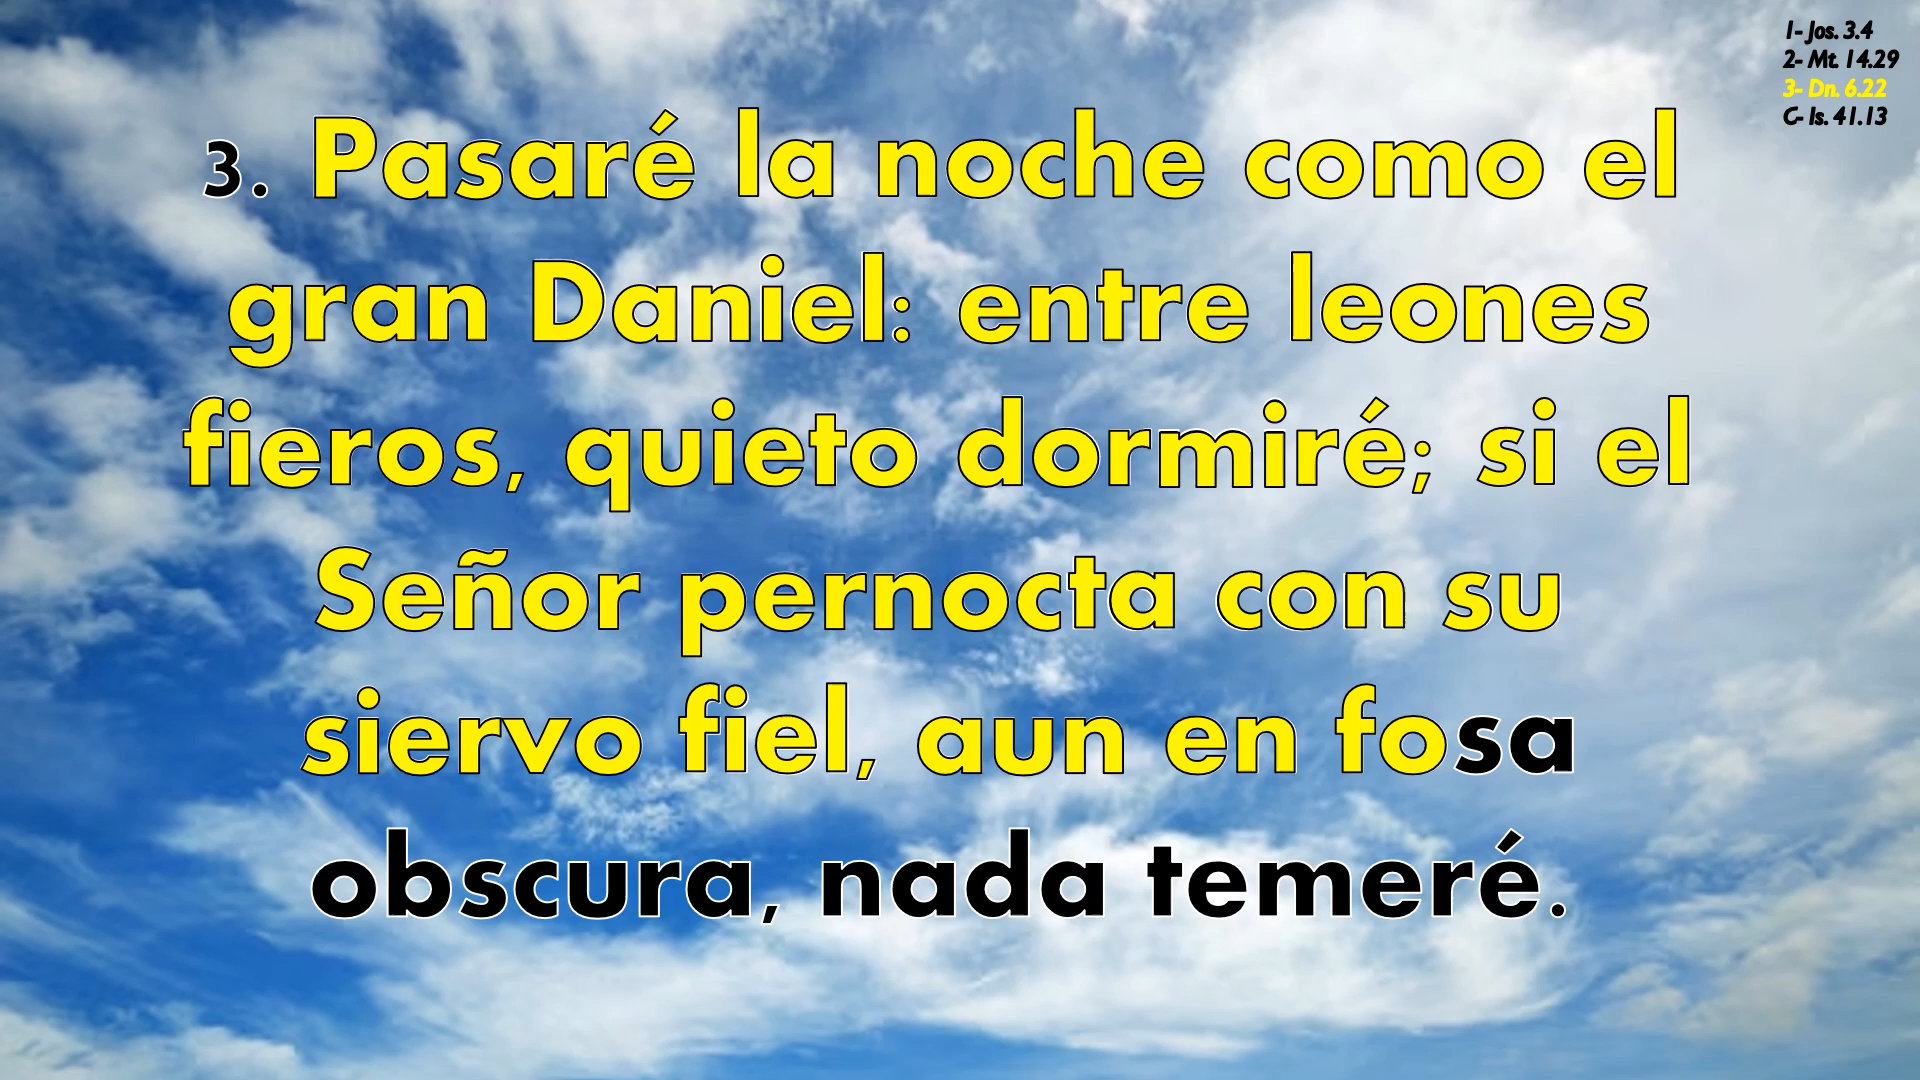 1- Jos. 3.4
2- Mt. 14.29
3- Dn. 6.22
C- Is. 41.13
3. Pasaré la noche como el
gran Daniel: entre leones
fieros, quieto dormiré; si el
Señor pernocta con su
siervo fiel, aun en fosa
obscura, nada temeré.